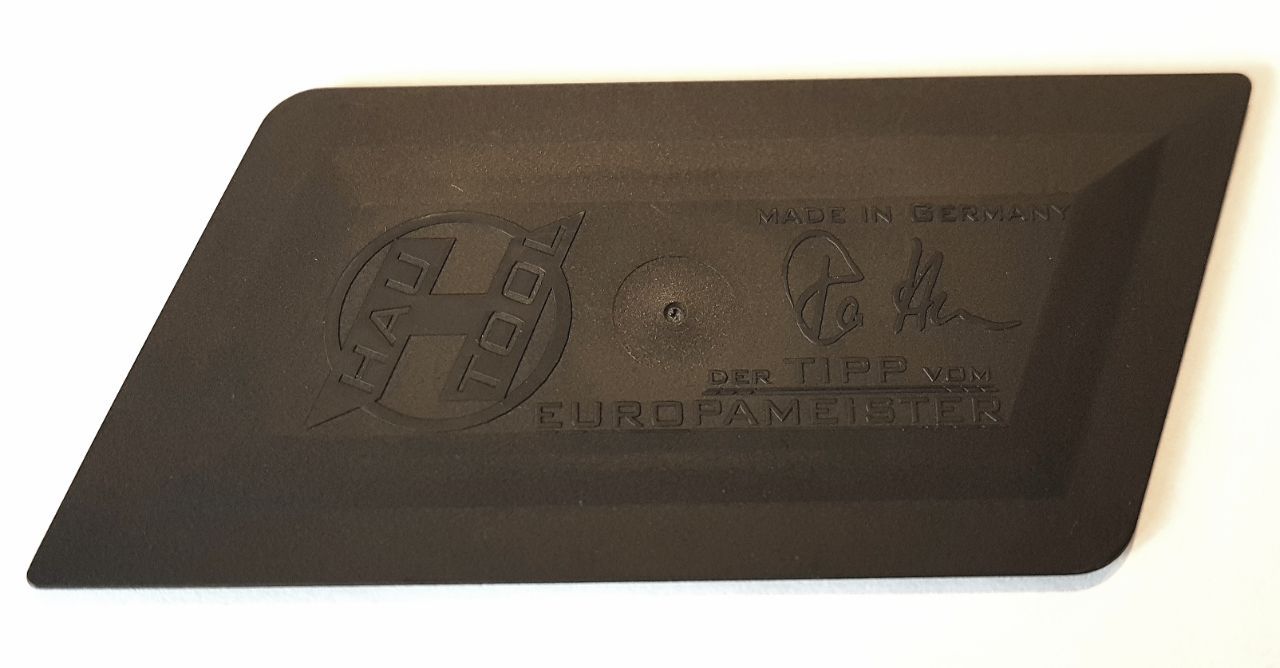 HAU
TOOL
MADE IN GERMANY
DER TIPP VOM
EUROPAMEISTER